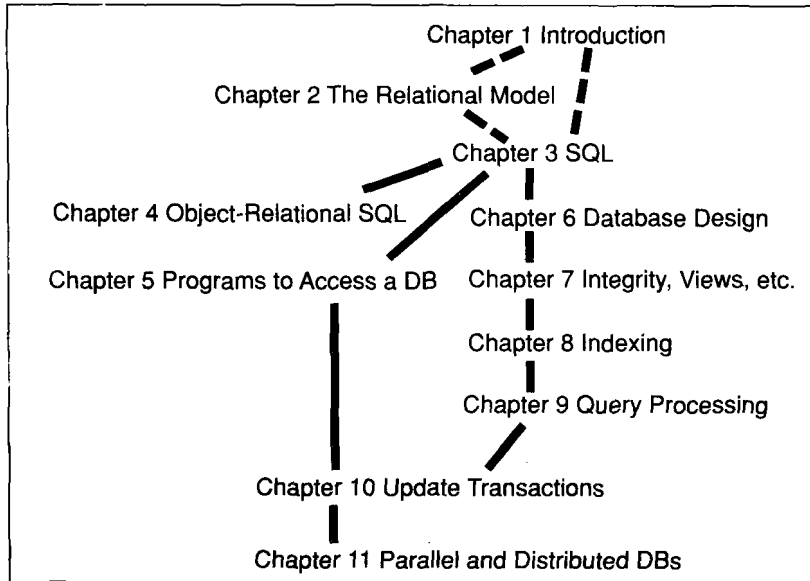 Chapter 1 Introduction
Chapter 2 The Relational Model
Chapter 3 SQL
Chapter 4 Object-Relational SQL
Chapter 6 Database Design
Chapter 5 Programs to Access a DB
Chapter 7 Integrity, Views, etc.
Chapter 8 Indexing
Chapter 9 Query Processing
Chapter 10 Update Transactions
Chapter 11 Parallel and Distributed DBs